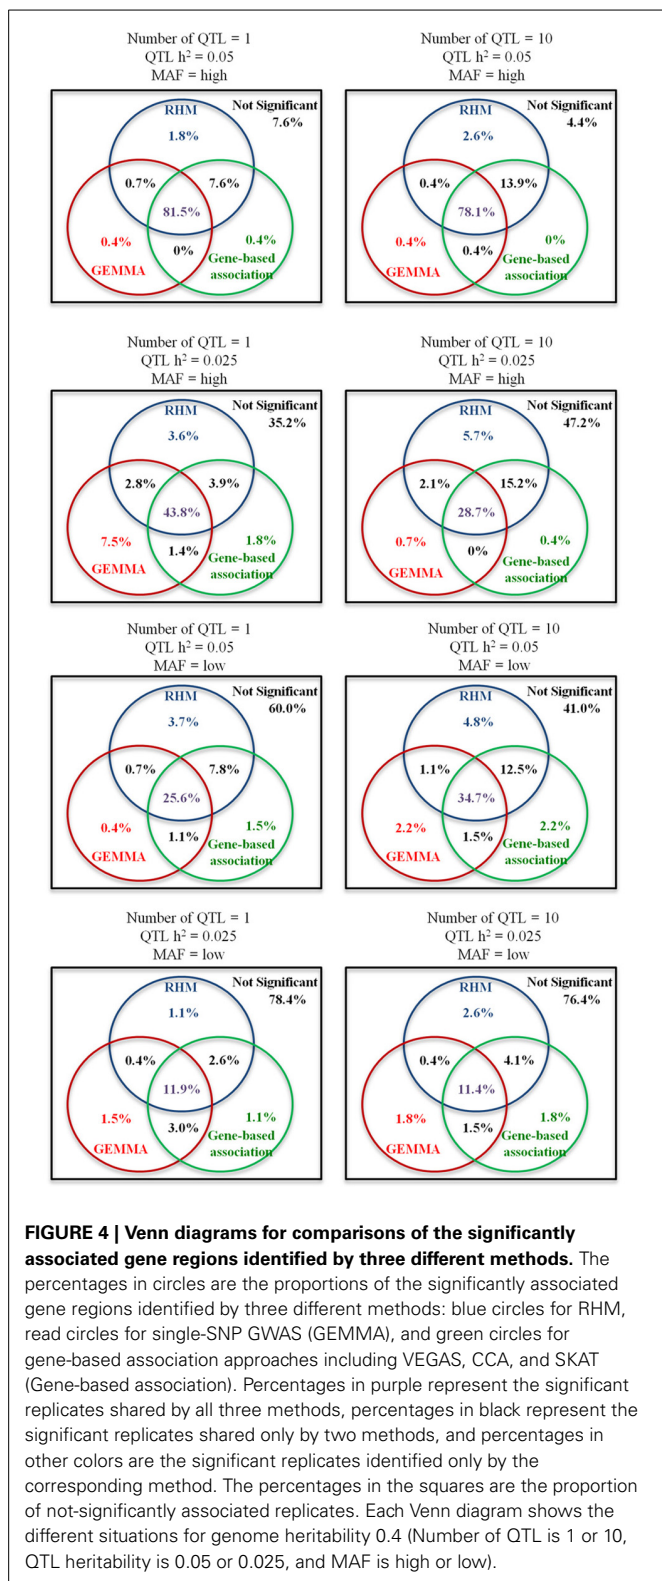 Number of QTL = 1
QTL h² = 0.05
MAF = high
RHM
Not Significant
7.6%
1.8%
0.7%
7.6%
81.5%
0.4%
0.4%
0%
GEMMA
Gene-based
association
Number of QTL = 10
QTL h² = 0.05
MAF = high
RHM
Not Significant
4.4%
2.6%
0.4%
13.9%
78.1%
0.4%
0%
0.4%
GEMMA
Gene-based
association
Number of QTL = 1
QTL h² = 0.025
MAF = high
RHM
Not Significant
35.2%
3.6%
2.8%
3.9%
43.8%
7.5%
1.8%
1.4%
GEMMA
Gene-based
association
Number of QTL = 10
QTL h² = 0.025
MAF = high
RHM
Not Significant
47.2%
5.7%
2.1%
15.2%
28.7%
0.7%
0.4%
0%
GEMMA
Gene-based
association
Number of QTL = 1
QTL h² = 0.05
MAF = low
RHM
Not Significant
60.0%
3.7%
0.7%
7.8%
25.6%
0.4%
1.5%
1.1%
GEMMA
Gene-based
association
Number of QTL = 10
QTL h² = 0.05
MAF = low
RHM
Not Significant
41.0%
4.8%
1.1%
12.5%
34.7%
2.2%
2.2%
1.5%
GEMMA
Gene-based
association
Number of QTL = 1
QTL h² = 0.025
MAF = low
RHM
Not Significant
78.4%
1.1%
0.4%
2.6%
11.9%
1.5%
1.1%
3.0%
GEMMA
Gene-based
association
Number of QTL = 10
QTL h² = 0.025
MAF = low
RHM
Not Significant
76.4%
2.6%
0.4%
4.1%
11.4%
1.8%
1.8%
1.5%
GEMMA
Gene-based
association
FIGURE 4 | Venn diagrams for comparisons of the significantly
associated gene regions identified by three different methods. The
percentages in circles are the proportions of the significantly associated
gene regions identified by three different methods: blue circles for RHM,
read circles for single-SNP GWAS (GEMMA), and green circles for
gene-based association approaches including VEGAS, CCA, and SKAT
(Gene-based association). Percentages in purple represent the significant
replicates shared by all three methods, percentages in black represent the
significant replicates shared only by two methods, and percentages in
other colors are the significant replicates identified only by the
corresponding method. The percentages in the squares are the proportion
of not-significantly associated replicates. Each Venn diagram shows the
different situations for genome heritability 0.4 (Number of QTL is 1 or 10,
QTL heritability is 0.05 or 0.025, and MAF is high or low).